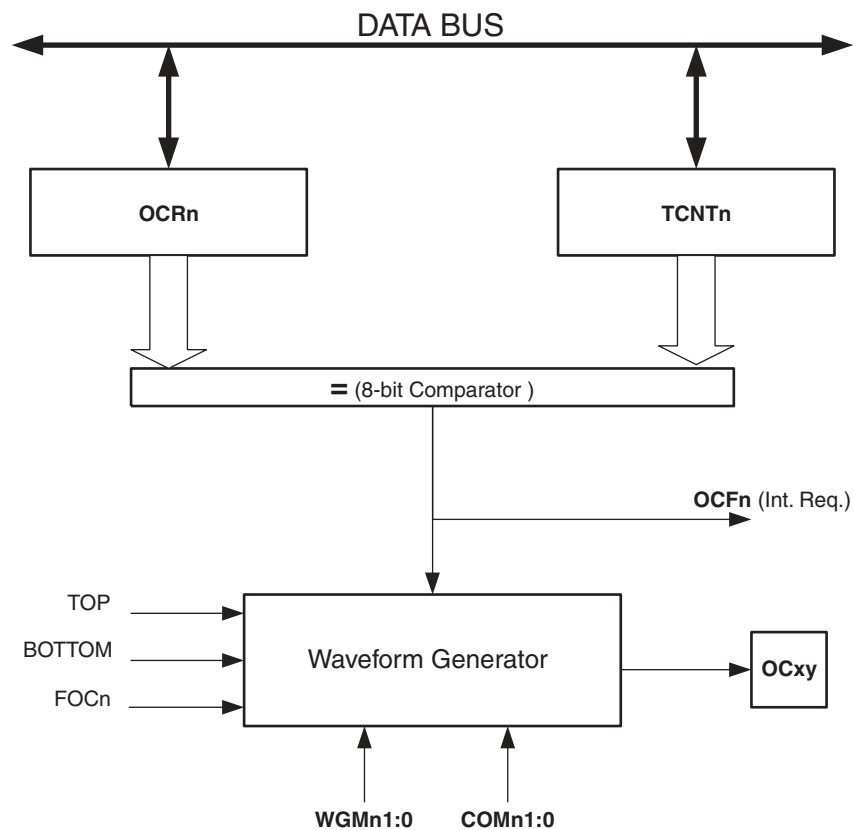 DATA BUS
OCRn
TCNTn
= (8-bit Comparator )
OCFn (Int. Req.)
TOP
BOTTOM
FOCn
Waveform Generator
OCxy
WGMn1:0
COMn1:0